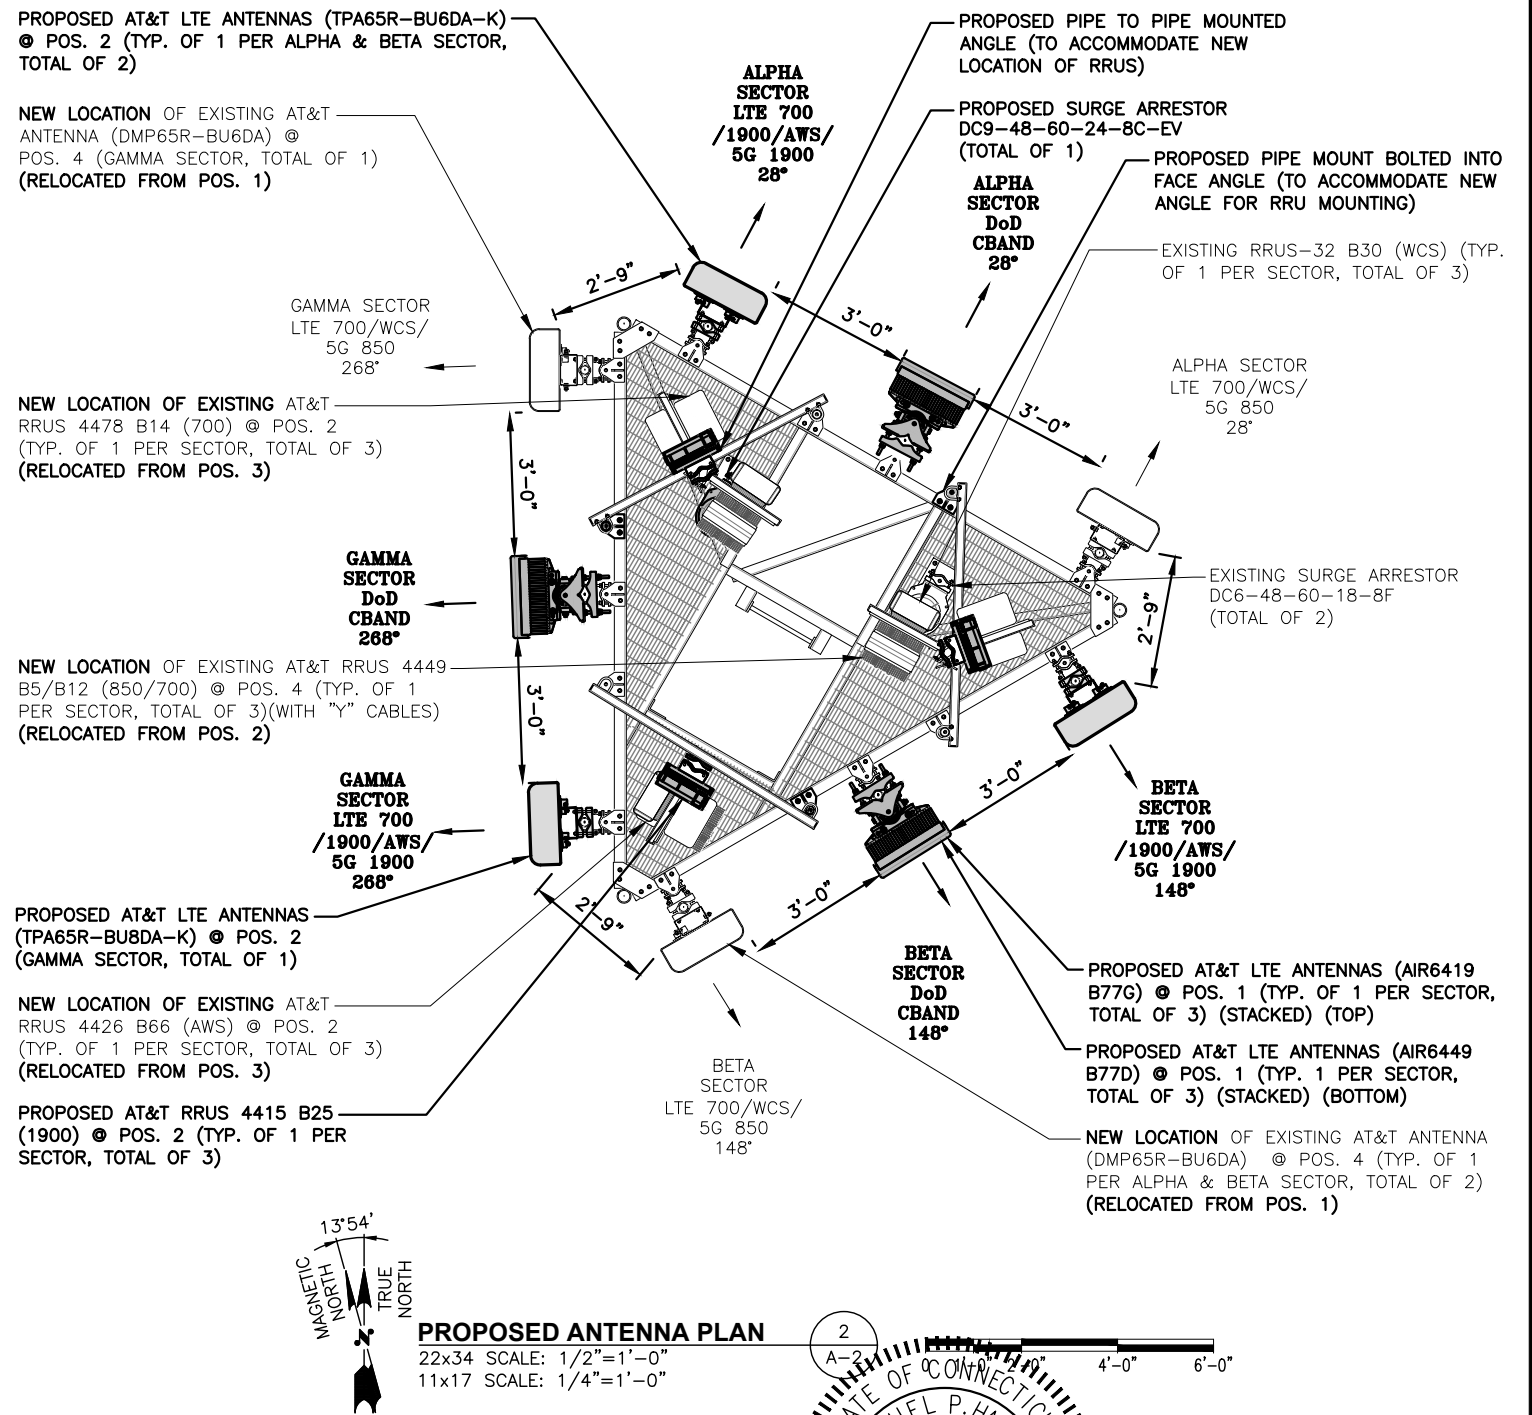 PROPOSED AT&T LTE ANTENNAS (TPA65R-BU6DA-K)
@ POS. 2 (TYP. OF 1 PER ALPHA & BETA SECTOR,
TOTAL OF 2)
NEW LOCATION OF EXISTING AT&T
ANTENNA (DMP65R-BU6DA) @
POS. 4 (GAMMA SECTOR, TOTAL OF 1)
(RELOCATED FROM POS. 1)
ALPHA
SECTOR
LTE 700
/1900/AWS/
5G 1900
28°
PROPOSED PIPE TO PIPE MOUNTED
ANGLE (TO ACCOMMODATE NEW
LOCATION OF RRUS)
PROPOSED SURGE ARRESTOR
DC9-48-60-24-8C-EV
(TOTAL OF 1)
PROPOSED PIPE MOUNT BOLTED INTO
FACE ANGLE (TO ACCOMMODATE NEW
ANGLE FOR RRU MOUNTING)
ALPHA
SECTOR
DoD
CBAND
28°
EXISTING RRUS-32 B30 (WCS) (TYP.
OF 1 PER SECTOR, TOTAL OF 3)
2'-9"
3'-0"
3'-0"
GAMMA SECTOR
LTE 700/WCS/
5G 850
268°
ALPHA SECTOR
LTE 700/WCS/
5G 850
28°
NEW LOCATION OF EXISTING AT&T
RRUS 4478 B14 (700) @ POS. 2
(TYP. OF 1 PER SECTOR, TOTAL OF 3)
(RELOCATED FROM POS. 3)
3'-0"
GAMMA
SECTOR
DoD
CBAND
268°
EXISTING SURGE ARRESTOR
DC6-48-60-18-8F
(TOTAL OF 2)
2'-9"
NEW LOCATION OF EXISTING AT&T RRUS 4449
B5/B12 (850/700) @ POS. 4 (TYP. OF 1
PER SECTOR, TOTAL OF 3)(WITH "Y" CABLES)
(RELOCATED FROM POS. 2)
3'-0"
GAMMA
SECTOR
LTE 700
/1900/AWS/
5G 1900
268°
3'-0"
BETA
SECTOR
LTE 700
/1900/AWS/
5G 1900
148°
2'-9"
3'-0"
PROPOSED AT&T LTE ANTENNAS
(TPA65R-BU8DA-K) @ POS. 2
(GAMMA SECTOR, TOTAL OF 1)
BETA
SECTOR
DoD
CBAND
148°
PROPOSED AT&T LTE ANTENNAS (AIR6419
B77G) @ POS. 1 (TYP. OF 1 PER SECTOR,
TOTAL OF 3) (STACKED) (TOP)
NEW LOCATION OF EXISTING AT&T
RRUS 4426 B66 (AWS) @ POS. 2
(TYP. OF 1 PER SECTOR, TOTAL OF 3)
(RELOCATED FROM POS. 3)
PROPOSED AT&T LTE ANTENNAS (AIR6449
B77D) @ POS. 1 (TYP. 1 PER SECTOR,
TOTAL OF 3) (STACKED) (BOTTOM)
BETA
SECTOR
LTE 700/WCS/
5G 850
148°
PROPOSED AT&T RRUS 4415 B25
(1900) @ POS. 2 (TYP. OF 1 PER
SECTOR, TOTAL OF 3)
NEW LOCATION OF EXISTING AT&T ANTENNA
(DMP65R-BU6DA) @ POS. 4 (TYP. OF 1
PER ALPHA & BETA SECTOR, TOTAL OF 2)
(RELOCATED FROM POS. 1)
13°54'
MAGNETIC
NORTH
TRUE
NORTH
N
PROPOSED ANTENNA PLAN
22x34 SCALE: 1/2"=1'-0"
11x17 SCALE: 1/4"=1'-0"
2
A-2
0 1'-0" 2'-0" 4'-0" 6'-0"
OF CONNECTIC
P.